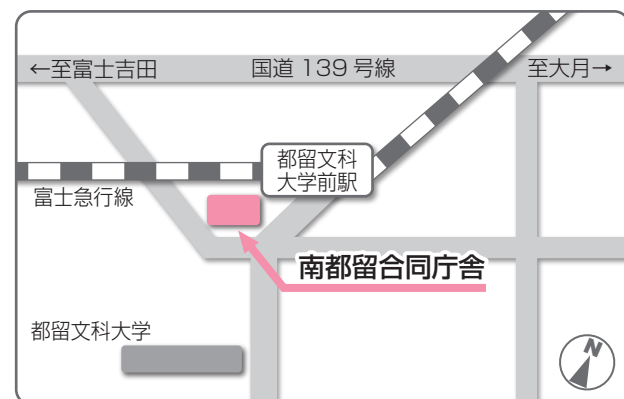 ←至富士吉田 国道 139 号線 至大月→
都留文科
大学前駅
富士急行線
南都留合同庁舎
都留文科大学
N